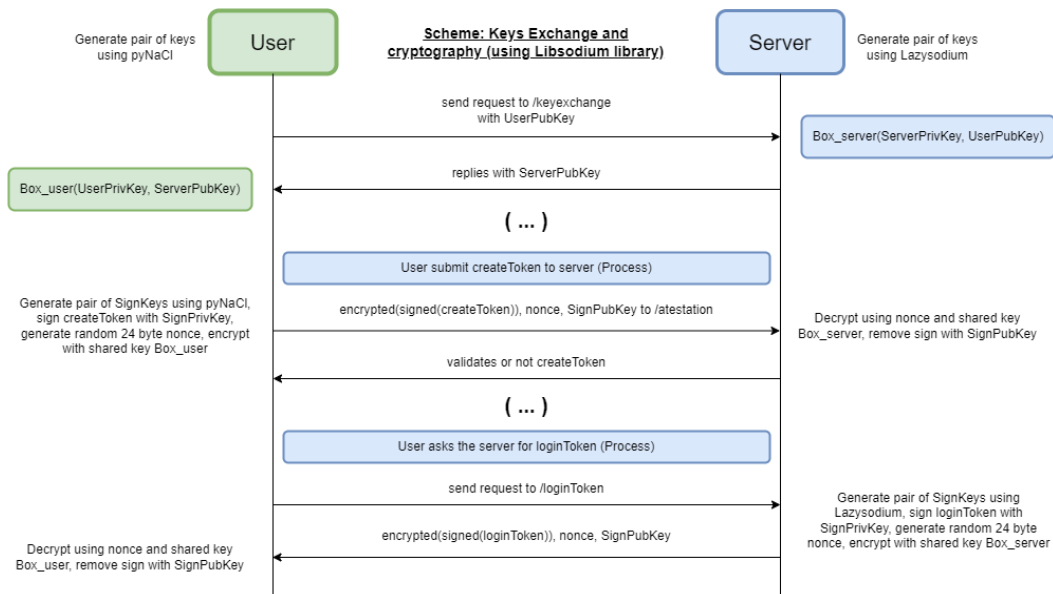 Generate pair of keys
using pyNaCl
User
Scheme: Keys Exchange and
cryptography (using Libsodium library)
Server
Generate pair of keys
using Lazysodium
send request to /keyexchange
with UserPubKey
Box_server(ServerPrivKey, UserPubKey)
replies with ServerPubKey
Box_user(UserPrivKey, ServerPubKey)
( ... )
User submit createToken to server (Process)
Generate pair of SignKeys using pyNaCl,
sign createToken with SignPrivKey,
generate random 24 byte nonce, encrypt
with shared key Box_user
encrypted(signed(createToken)), nonce, SignPubKey to /atestation
Decrypt using nonce and shared key
Box_server, remove sign with SignPubKey
validates or not createToken
( ... )
User asks the server for loginToken (Process)
send request to /loginToken
Generate pair of SignKeys using
Lazysodium, sign loginToken with
SignPrivKey, generate random 24 byte
nonce, encrypt with shared key Box_server
encrypted(signed(loginToken)), nonce, SignPubKey
Decrypt using nonce and shared key
Box_user, remove sign with SignPubKey